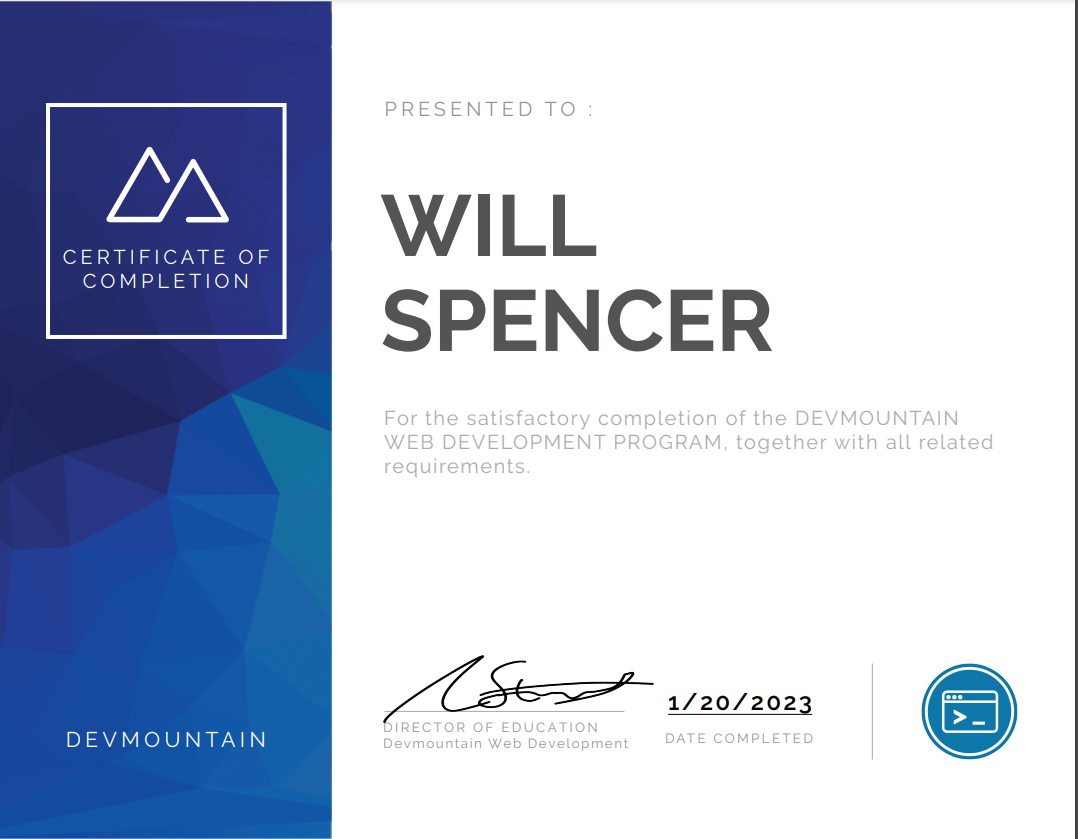 CERTIFICATE OF
COMPLETION
DEVMOUNTAIN
PRESENTED TO :
WILL
SPENCER
For the satisfactory completion of the DEVMOUNTAIN
WEB DEVELOPMENT PROGRAM, together with all related
requirements.
DIRECTOR OF EDUCATION
Devmountain Web Development
1/20/2023
DATE COMPLETED
>_